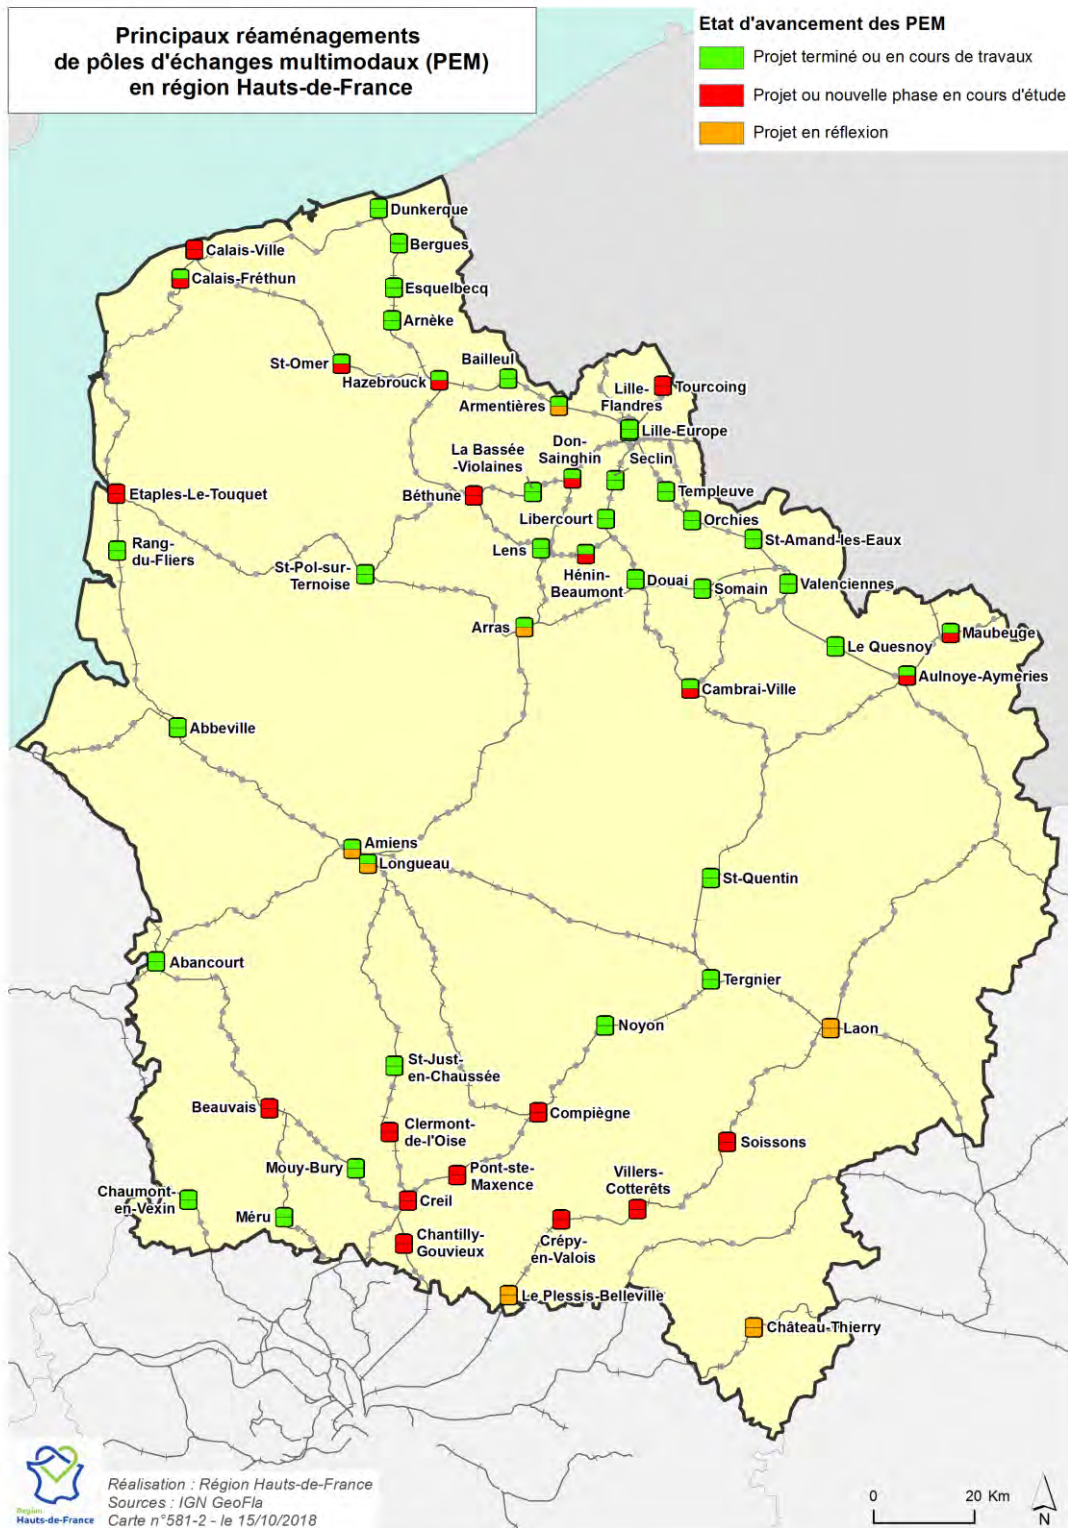 Principaux réaménagements
de pôles d'échanges multimodaux (PEM)
en région Hauts-de-France
Etat d'avancement des PEM
Projet terminé ou en cours de travaux
Projet ou nouvelle phase en cours d'étude
Projet en réflexion
Dunkerque
Bergues
Calais-Ville
Calais-Fréthun
Esquelbecq
Arnèke
St-Omer
Bailleul
Hazebrouck
Tourcoing
Lille-
Flandres
Armentières
Lille-Europe
La Bassée
-Violaines
Don-
Sainghin
Seclin
Etaples-Le-Touquet
Béthune
Templeuve
Libercourt
Orchies
St-Amand-les-Eaux
Rang-
du-Fliers
Lens
St-Pol-sur-
Ternoise
Hénin-
Beaumont
Douai
Somain
Valenciennes
Arras
Maubeuge
Le Quesnoy
Aulnoye-Aymeries
Cambrai-Ville
Abbeville
Amiens
Longueau
St-Quentin
Abancourt
Tergnier
Noyon
Laon
St-Just-
en-Chaussée
Beauvais
Compiègne
Clermont-
de-l'Oise
Soissons
Mouy-Bury
Pont-ste-
Maxence
Villers-
Cotterêts
Chaumont-
en-Vexin
Creil
Méru
Chantilly-
Gouvieux
Crépy-
en-Valois
Le Plessis-Belleville
Château-Thierry
Région
Hauts-de-France
Réalisation : Région Hauts-de-France
Sources : IGN GeoFla
Carte n°581-2 - le 15/10/2018
0 20 Km
N